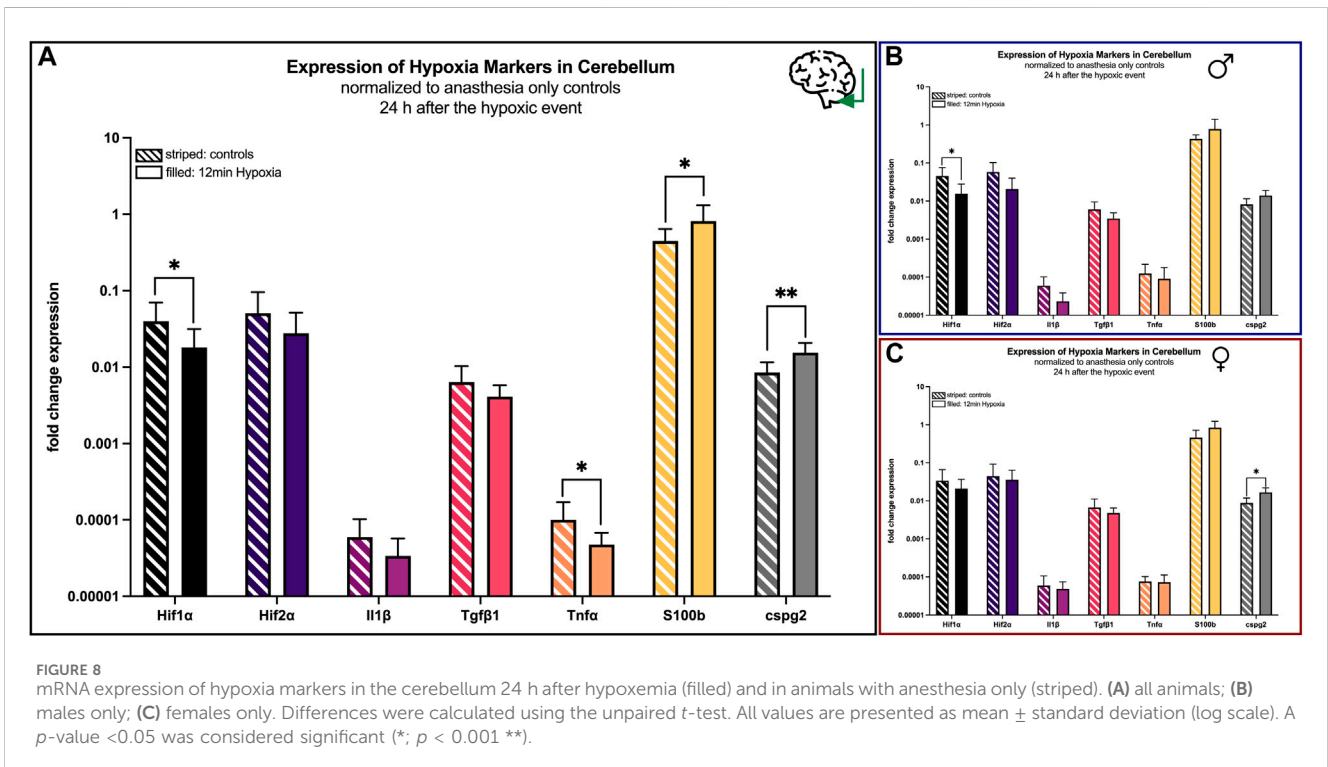 A
Expression of Hypoxia Markers in Cerebellum
normalized to anasthesia only controls
24 h after the hypoxic event
striped: controls
filled: 12min Hypoxia
fold change expression
10
1
0.1
0.01
0.001
0.0001
0.00001
*
*
*
**
Hif1α
Hif2α
Il1β
Tgfβ1
Tnfα
S100b
cspg2
B
Expression of Hypoxia Markers in Cerebellum
normalized to anasthesia only controls
24 h after the hypoxic event
♂
striped: controls
filled: 12min Hypoxia
fold change expression
10
1
0.1
0.01
0.001
0.0001
0.00001
*
Hif1α
Hif2α
Il1β
Tgfβ1
Tnfα
S100b
cspg2
C
Expression of Hypoxia Markers in Cerebellum
normalized to anasthesia only controls
24 h after the hypoxic event
♀
striped: controls
filled: 12min Hypoxia
fold change expression
10
1
0.1
0.01
0.001
0.0001
0.00001
*
Hif1α
Hif2α
Il1β
Tgfβ1
Tnfα
S100b
cspg2
FIGURE 8
mRNA expression of hypoxia markers in the cerebellum 24 h after hypoxemia (filled) and in animals with anesthesia only (striped). (A) all animals; (B)
males only; (C) females only. Differences were calculated using the unpaired t-test. All values are presented as mean ± standard deviation (log scale). A
p-value <0.05 was considered significant (*; p < 0.001 **).